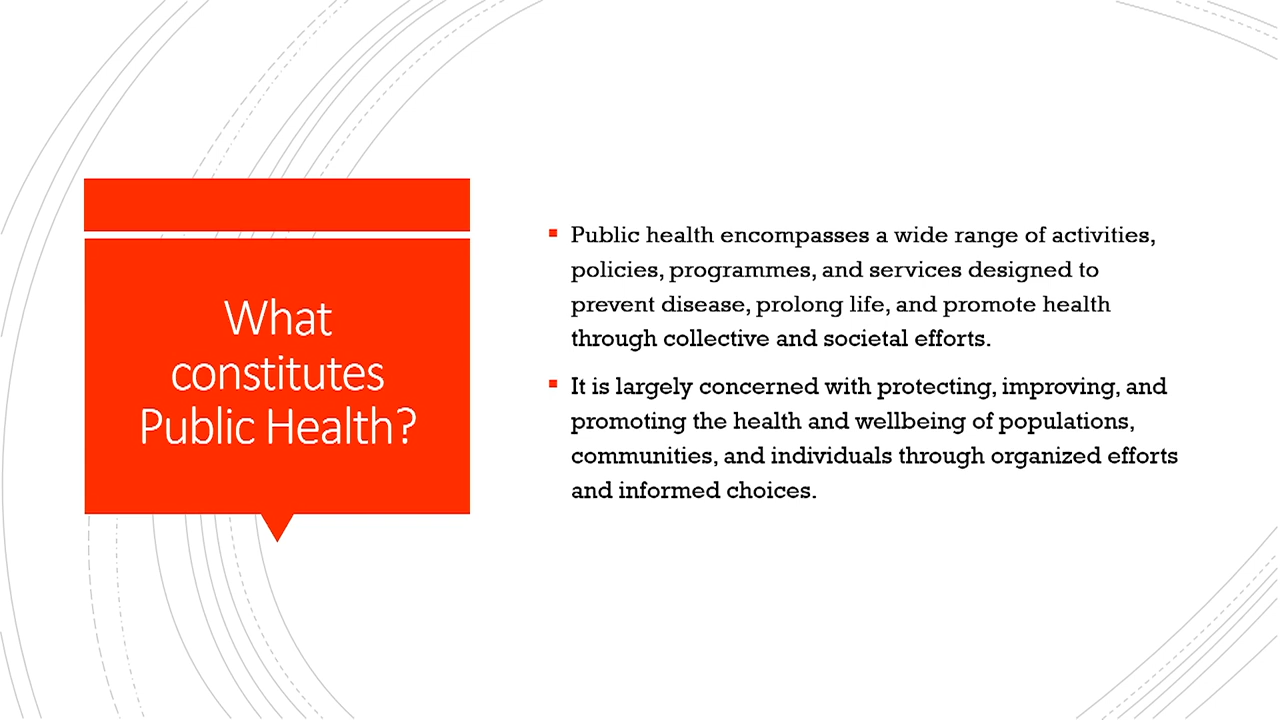 What
constitutes
Public Health?
Public health encompasses a wide range of activities,
policies, programmes, and services designed to
prevent disease, prolong life, and promote health
through collective and societal efforts.
It is largely concerned with protecting, improving, and
promoting the health and wellbeing of populations,
communities, and individuals through organized efforts
and informed choices.